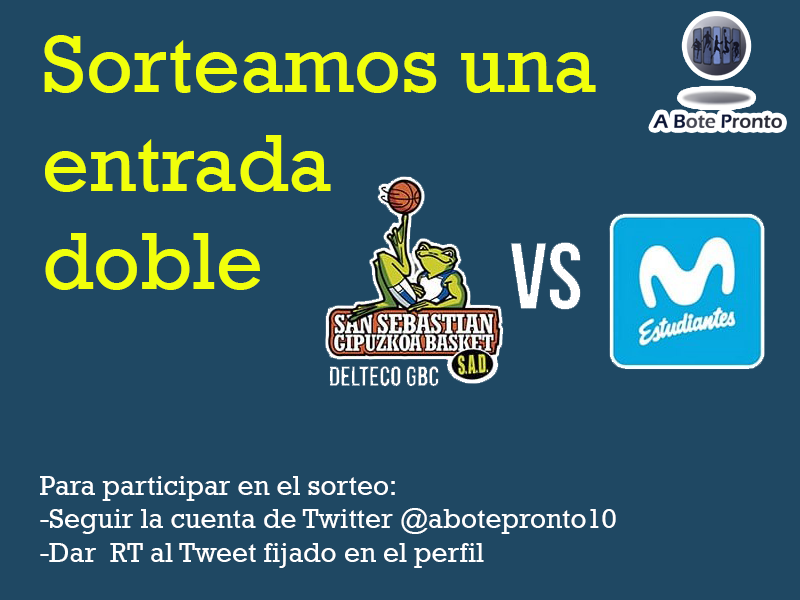 Sorteamos una
entrada
doble
A Bote Pronto
SAN SEBASTIAN
GIPUZKOA BASKET
S.A.D.
DELTECO GBC
VS
Estudiantes
Para participar en el sorteo:
-Seguir la cuenta de Twitter @abotepronto10
-Dar  RT al Tweet fijado en el perfil